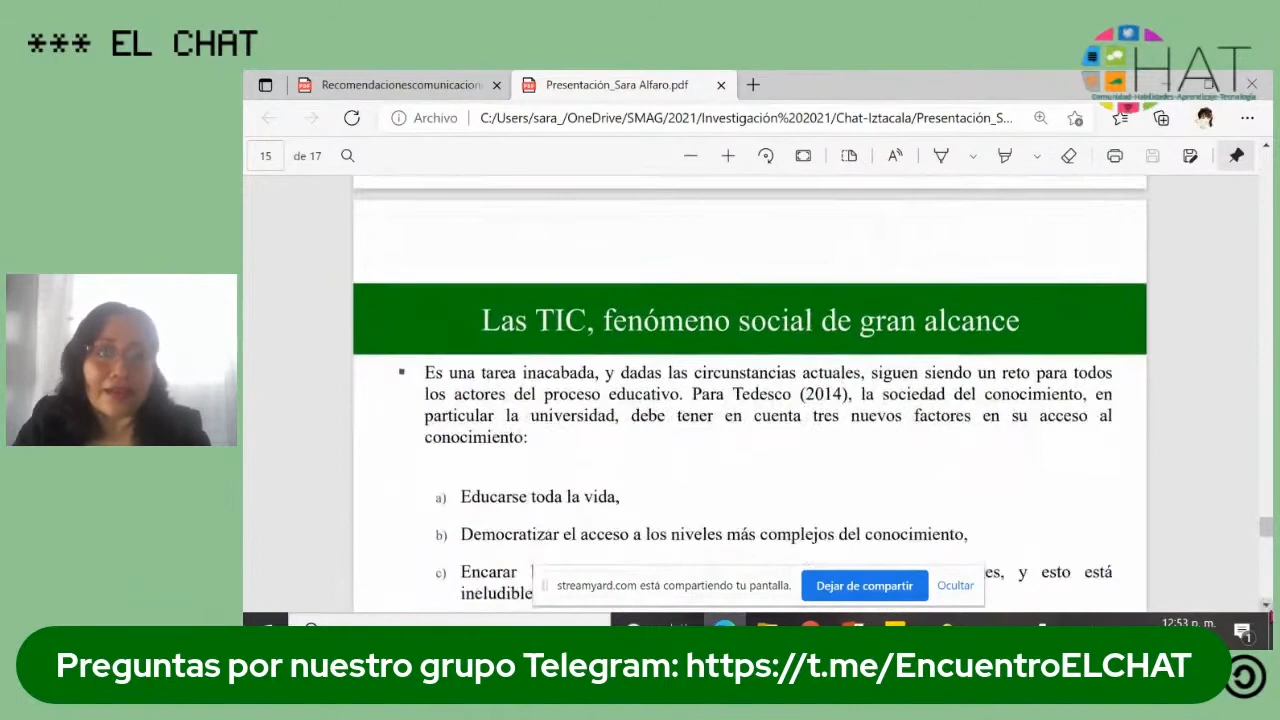 *** EL CHAT
HAT
Comunidad·Habilidades·Aprendizaje·Tecnología
Recomendacionescomunicacion
Presentación_Sara Alfaro.pdf
Archivo
C:/Users/sara_/OneDrive/SMAG/2021/Investigación%202021/Chat-Iztacala/Presentación_S...
15 de 17
Las TIC, fenómeno social de gran alcance
Es una tarea inacabada, y dadas las circunstancias actuales, siguen siendo un reto para todos
los actores del proceso educativo. Para Tedesco (2014), la sociedad del conocimiento, en
particular la universidad, debe tener en cuenta tres nuevos factores en su acceso al
conocimiento:
a) Educarse toda la vida,
b) Democratizar el acceso a los niveles más complejos del conocimiento,
c) Encarar es, y esto está
ineludible
streamyard.com está compartiendo tu pantalla. Dejar de compartir Ocultar
12:53 p. m.
1
Preguntas por nuestro grupo Telegram: https://t.me/EncuentroELCHAT